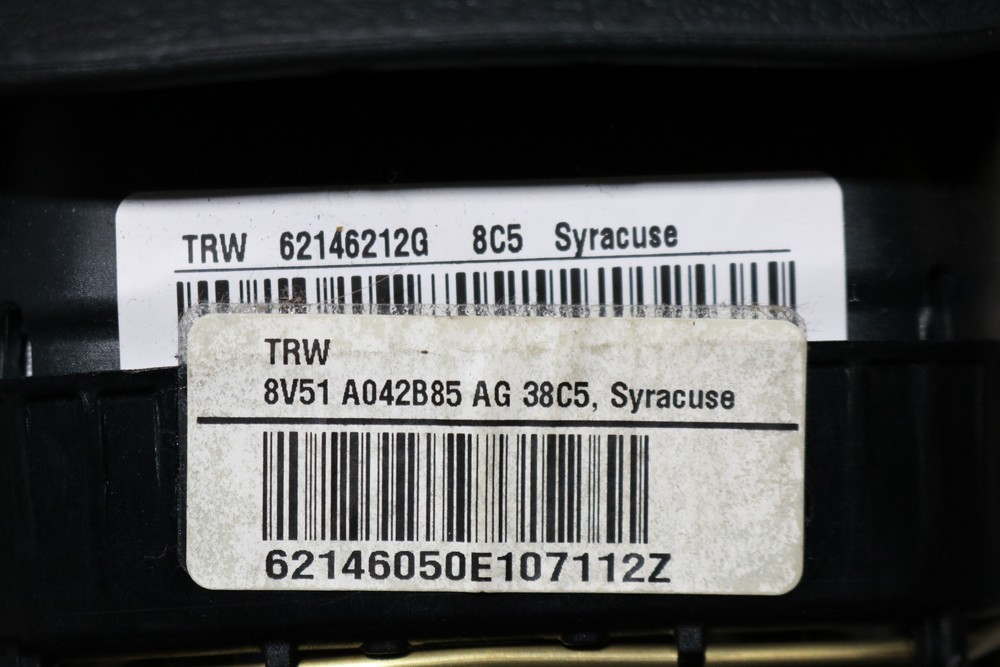 TRW 62146212G 8C5 Syracuse
TRW
8V51 A042B85 AG 38C5, Syracuse
62146050E107112Z